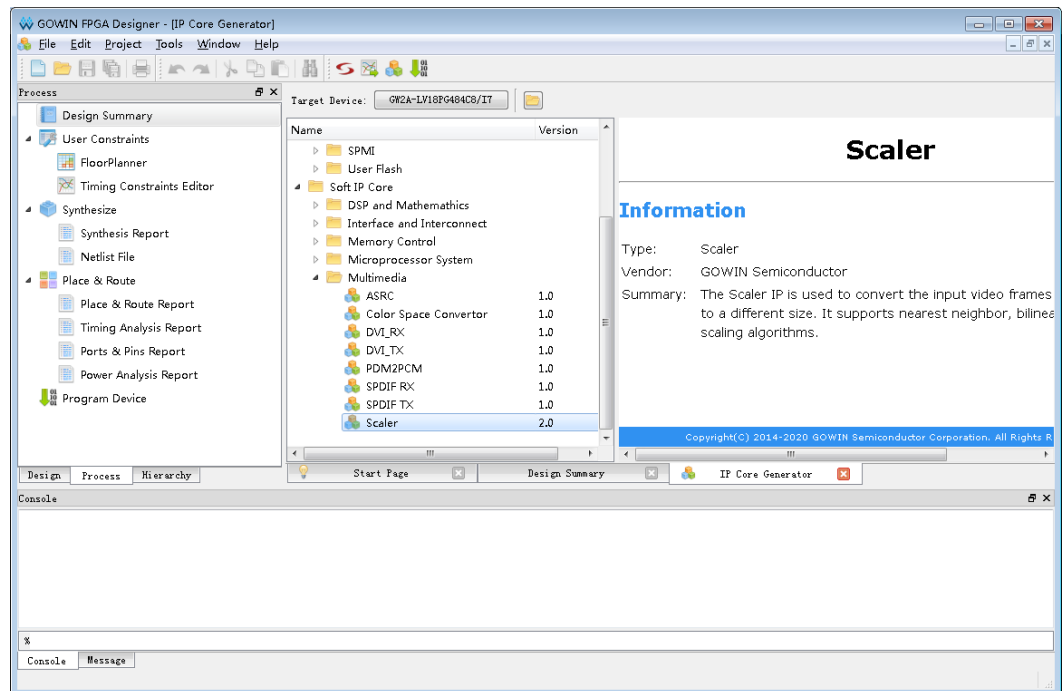 GOWIN FPGA Designer - [IP Core Generator]
File Edit Project Tools Window Help
Process
Design Summary
User Constraints
FloorPlanner
Timing Constraints Editor
Synthesize
Synthesis Report
Netlist File
Place & Route
Place & Route Report
Timing Analysis Report
Ports & Pins Report
Power Analysis Report
Program Device
Design Process Hierarchy
Target Device: GW2A-LV18PG484C8/I7
Name Version
SPMI
User Flash
Soft IP Core
DSP and Mathemathics
Interface and Interconnect
Memory Control
Microprocessor System
Multimedia
ASRC 1.0
Color Space Convertor 1.0
DVI_RX 1.0
DVI_TX 1.0
PDM2PCM 1.0
SPDIF RX 1.0
SPDIF TX 1.0
Scaler 2.0
Scaler
Information
Type: Scaler
Vendor: GOWIN Semiconductor
Summary: The Scaler IP is used to convert the input video frames
to a different size. It supports nearest neighbor, bilinea
scaling algorithms.
Copyright(C) 2014-2020 GOWIN Semiconductor Corporation. All Rights R
Start Page Design Summary IP Core Generator
Console
%
Console Message